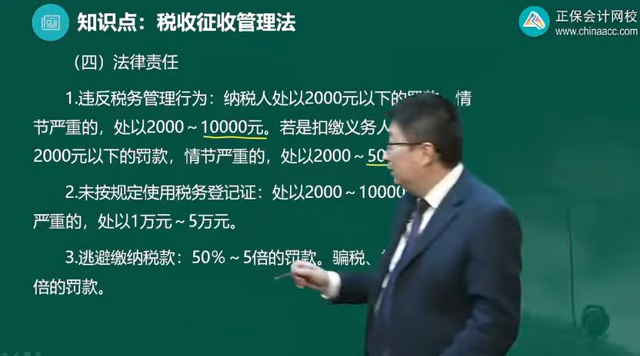 知识点：税收征收管理法
正保会计网校
www.chinaacc.com
（四）法律责任
1.违反税务管理行为：纳税人处以2000元以下的罚款，情
节严重的，处以2000～10000元。若是扣缴义务人
2000元以下的罚款，情节严重的，处以2000～50
2.未按规定使用税务登记证：处以2000～10000
严重的，处以1万元～5万元。
3.逃避缴纳税款：50%～5倍的罚款。骗税、
倍的罚款。